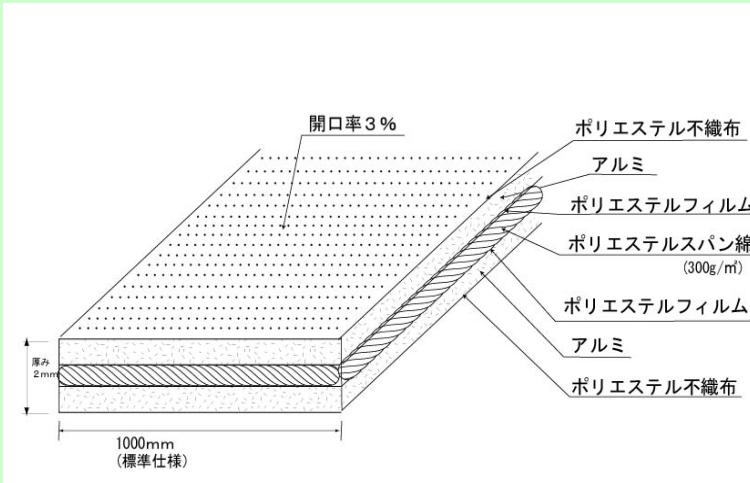 開口率3%
ポリエステル不織布
アルミ
ポリエステルフィルム
ポリエステルスパン綿
(300g/㎡)
ポリエステルフィルム
アルミ
ポリエステル不織布
厚み
2mm
1000mm
(標準仕様)